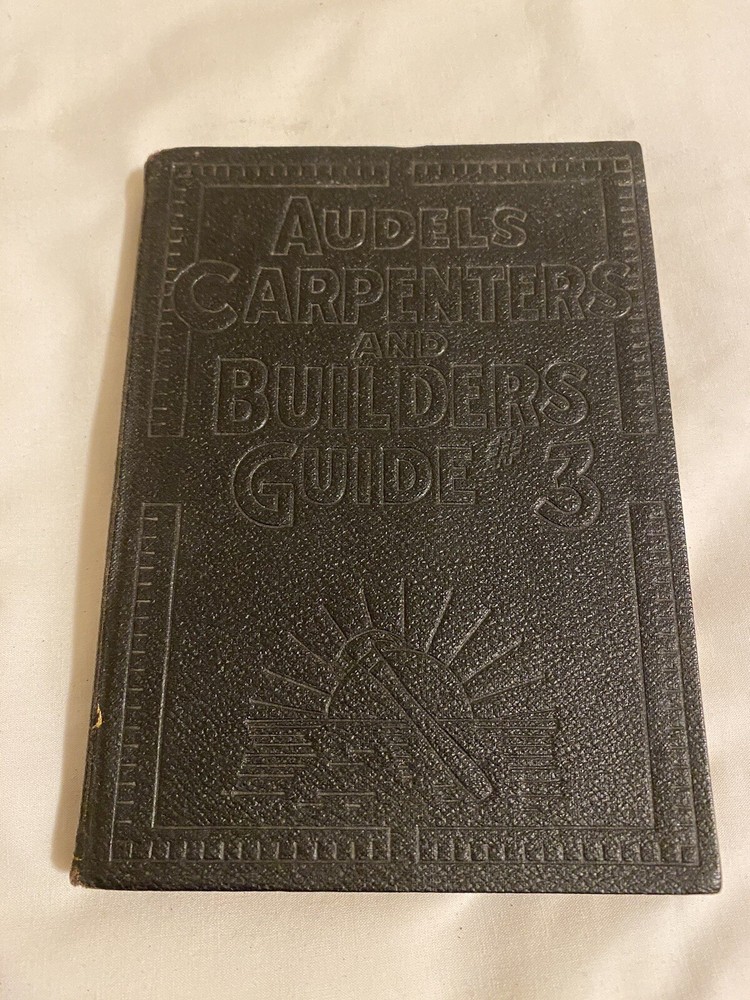 AUDELS
CARPENTERS
AND
BUILDERS
GUIDE #3